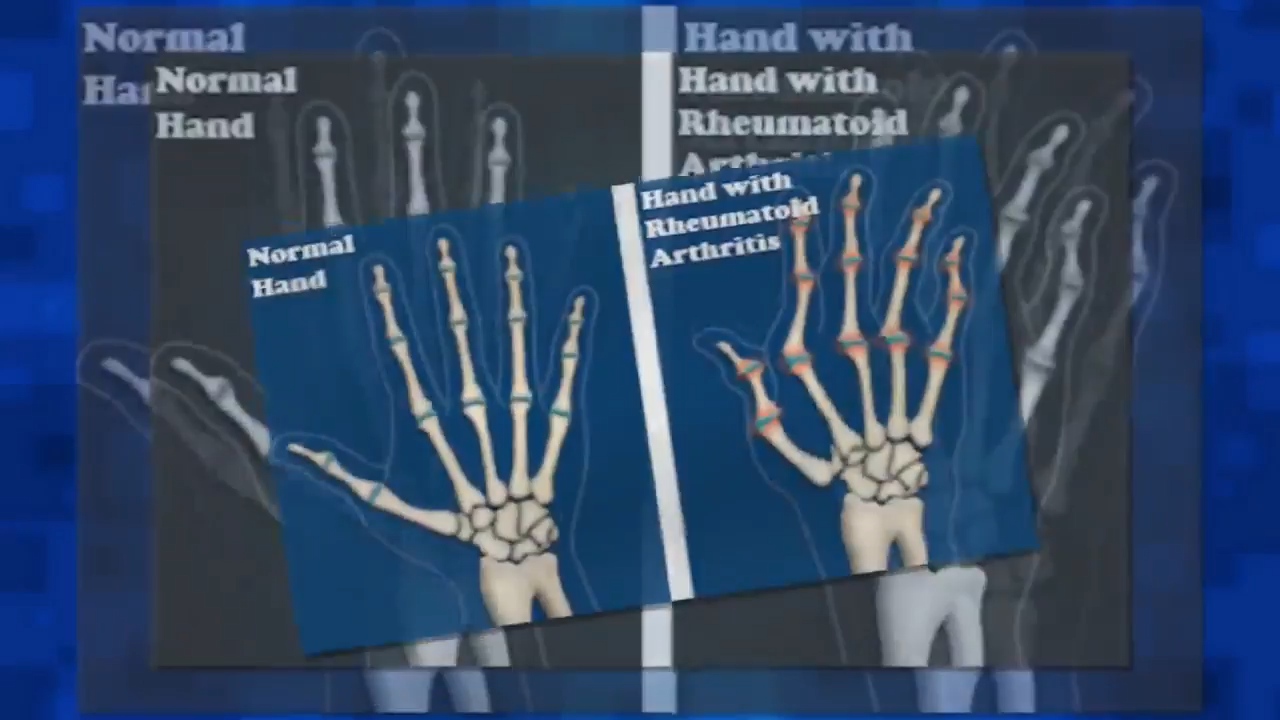 Normal
Hand with
Normal
Hand
Hand with
Rheumatoid
Normal
Hand
Hand with
Rheumatoid
Arthritis